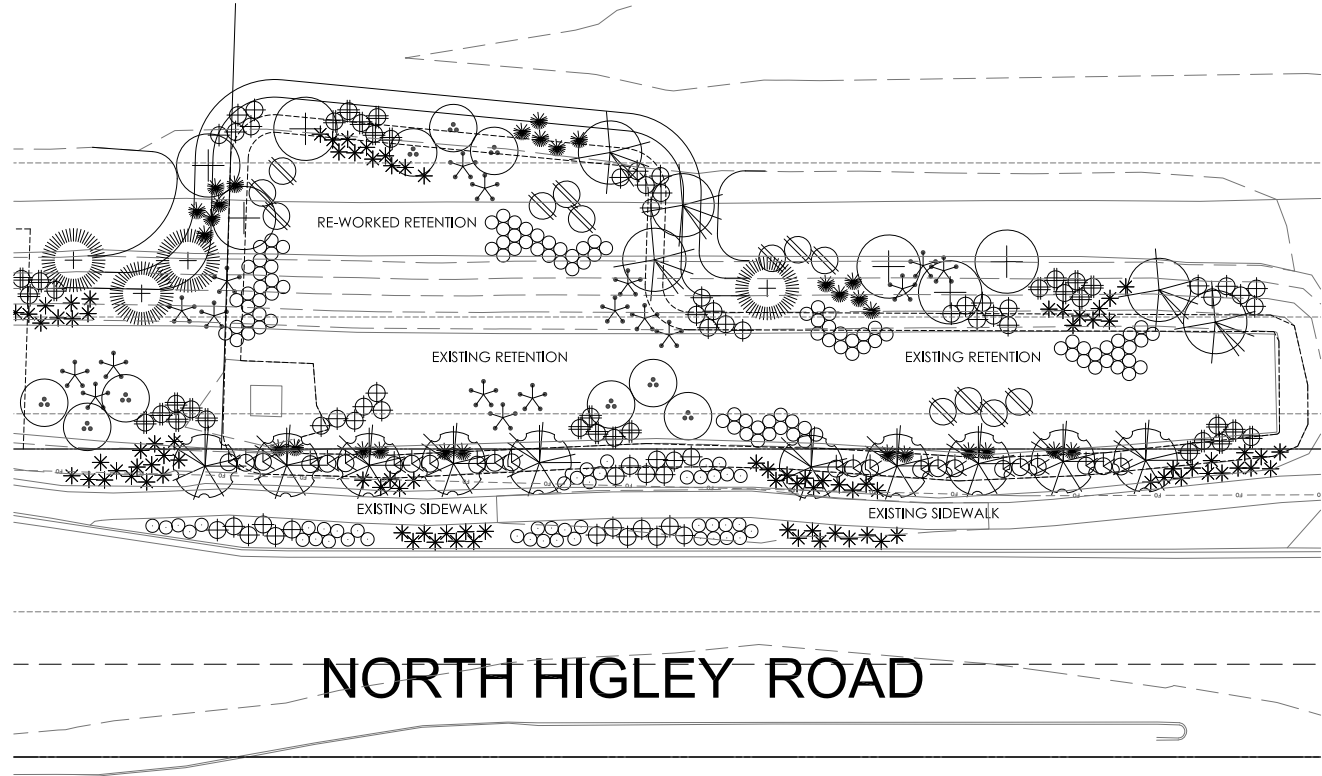 RE-WORKED RETENTION
EXISTING RETENTION
EXISTING RETENTION
EXISTING SIDEWALK
EXISTING SIDEWALK
NORTH HIGLEY ROAD